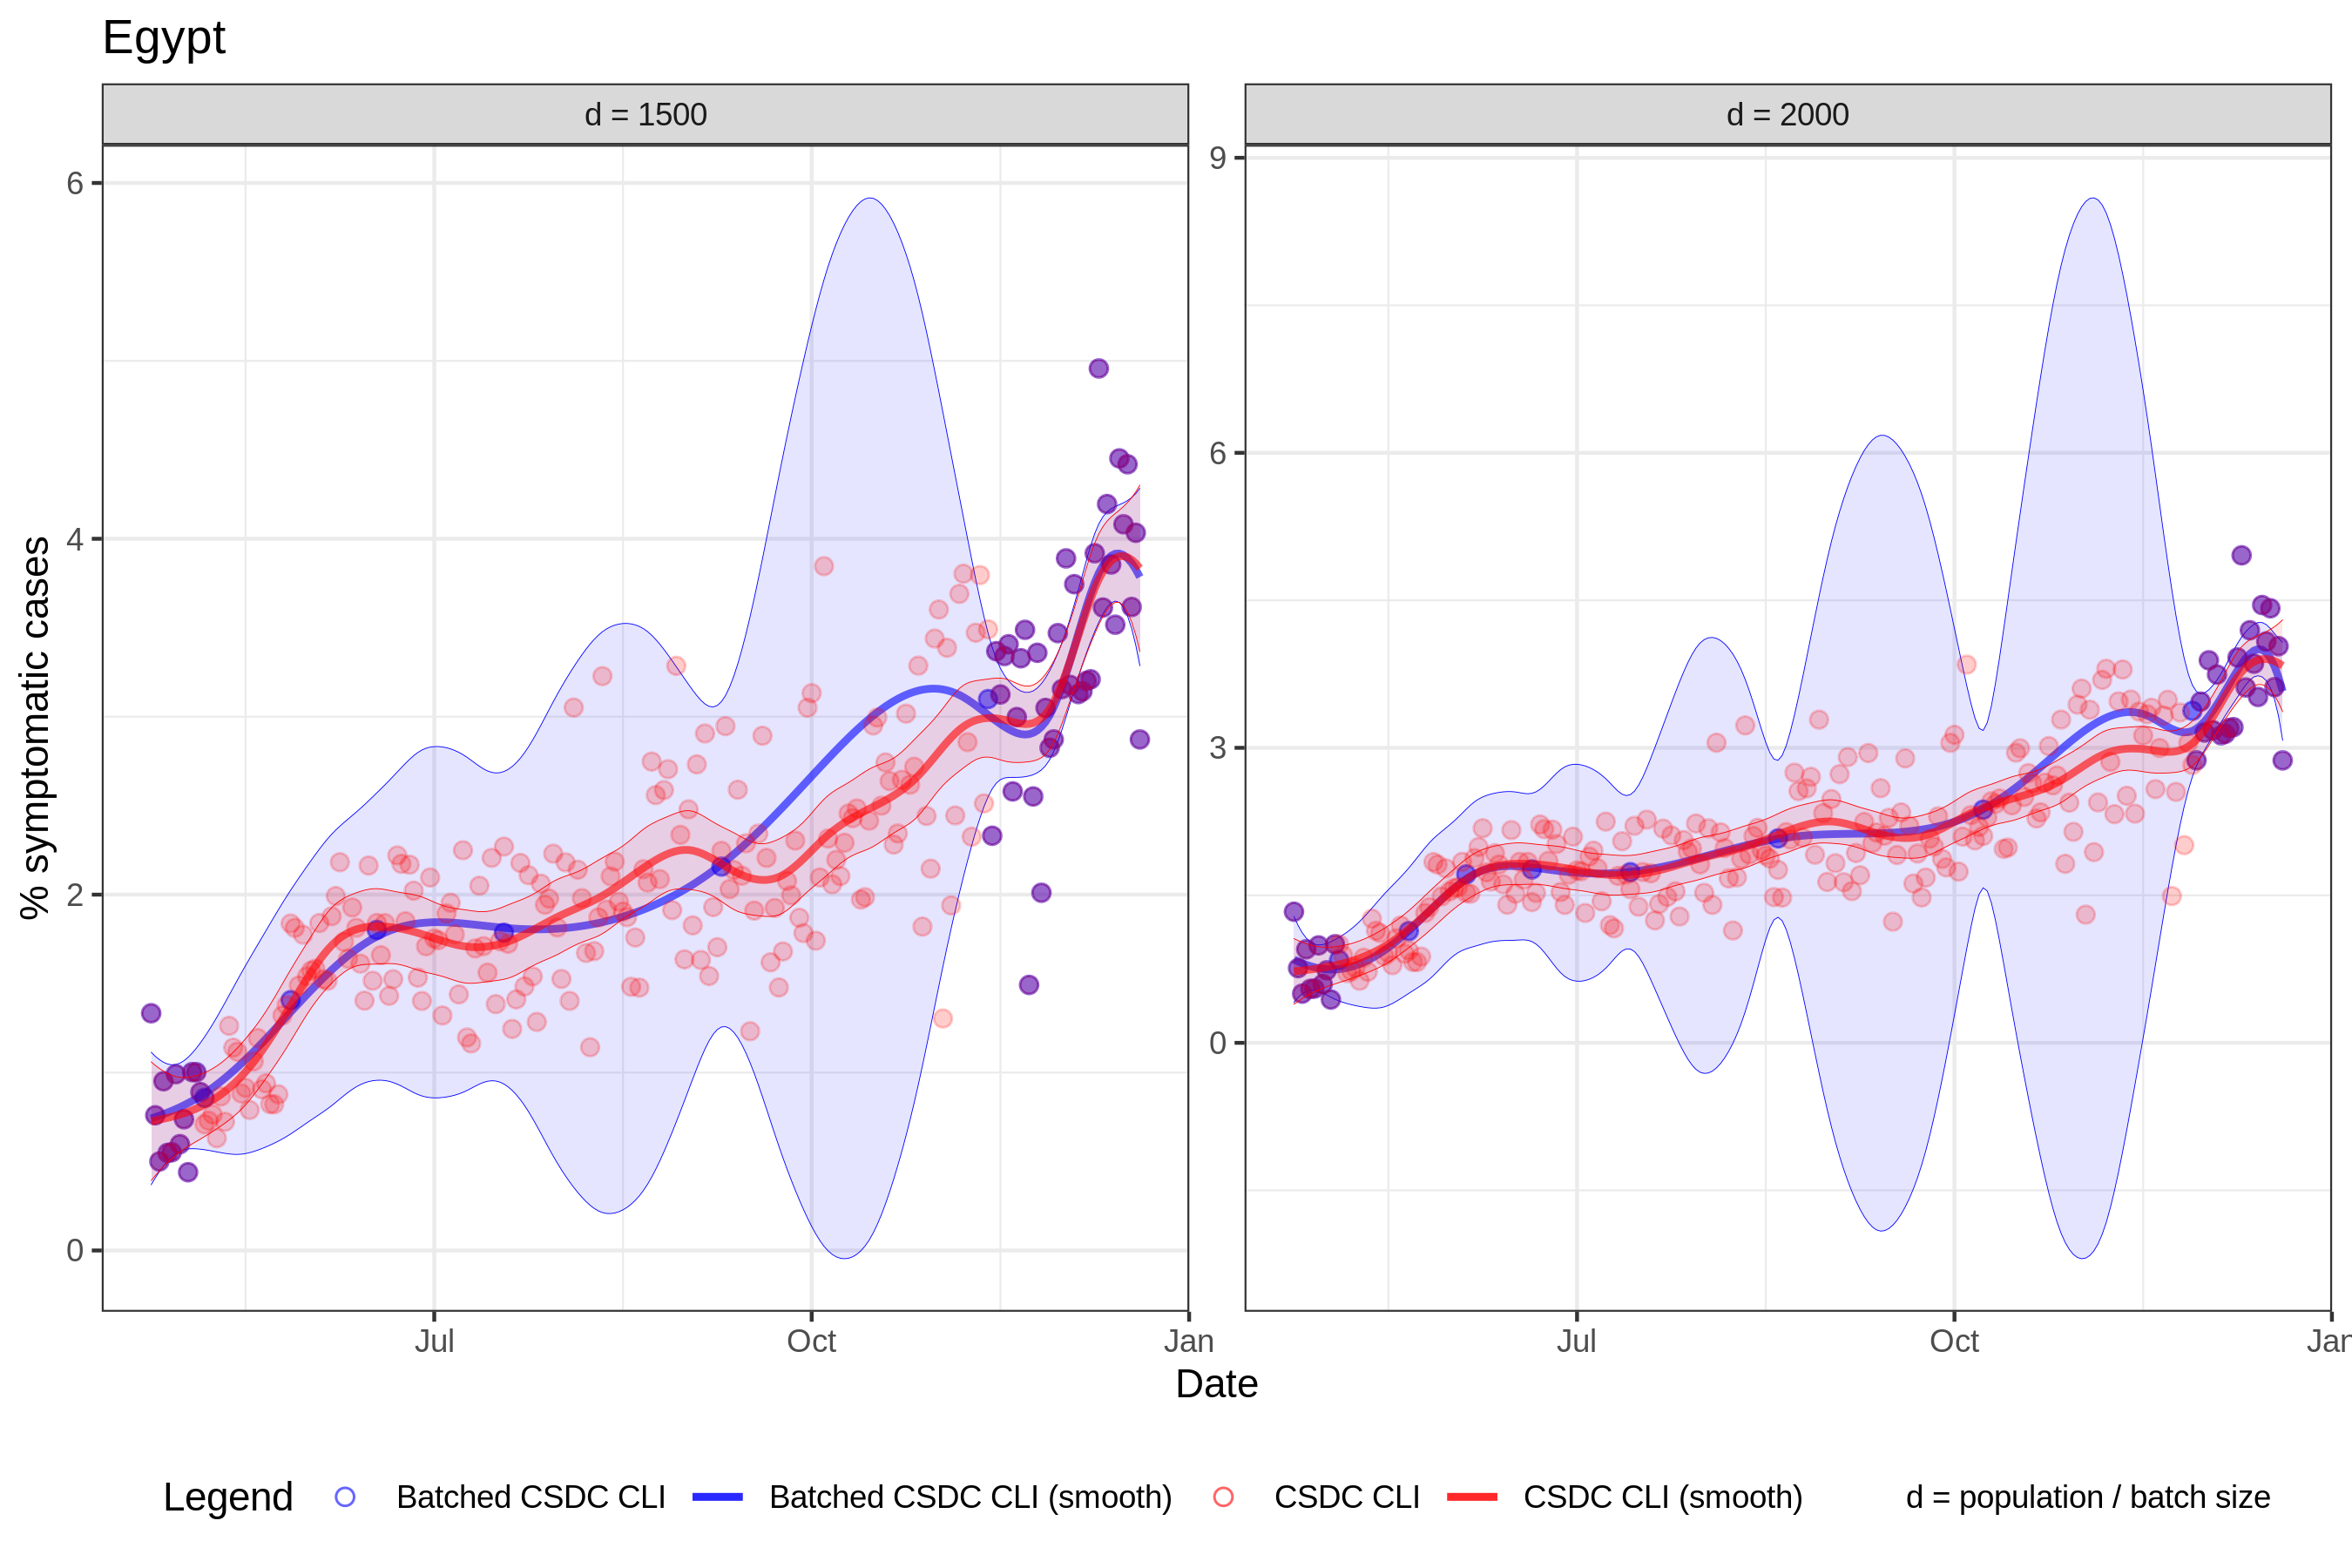 Egypt
d = 1500
d = 2000
% symptomatic cases
6
4
2
0
9
6
3
0
Jul
Oct
Jan
Jul
Oct
Jan
Date
Legend
Batched CSDC CLI
Batched CSDC CLI (smooth)
CSDC CLI
CSDC CLI (smooth)
d = population / batch size